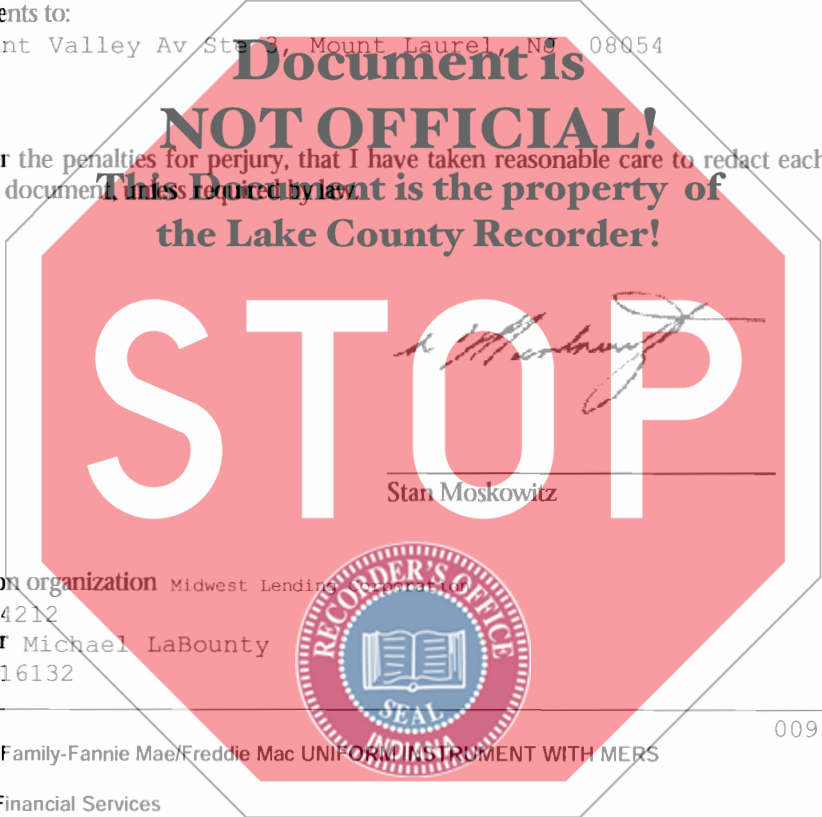 ents to:
nt Valley Av Ste 3, Mount Laurel, NJ 08054
Document is
NOT OFFICIAL!
r the penalties for perjury, that I have taken reasonable care to redact each
document, unless required by law.
This Document is the property of
the Lake County Recorder!
STOP
Stan Moskowitz
on organization Midwest Lending Corporation
4212
r Michael LaBounty
16132
RECORDER'S OFFICE
SEAL
INDIANA
009
Family-Fannie Mae/Freddie Mac UNIFORM INSTRUMENT WITH MERS
Financial Services